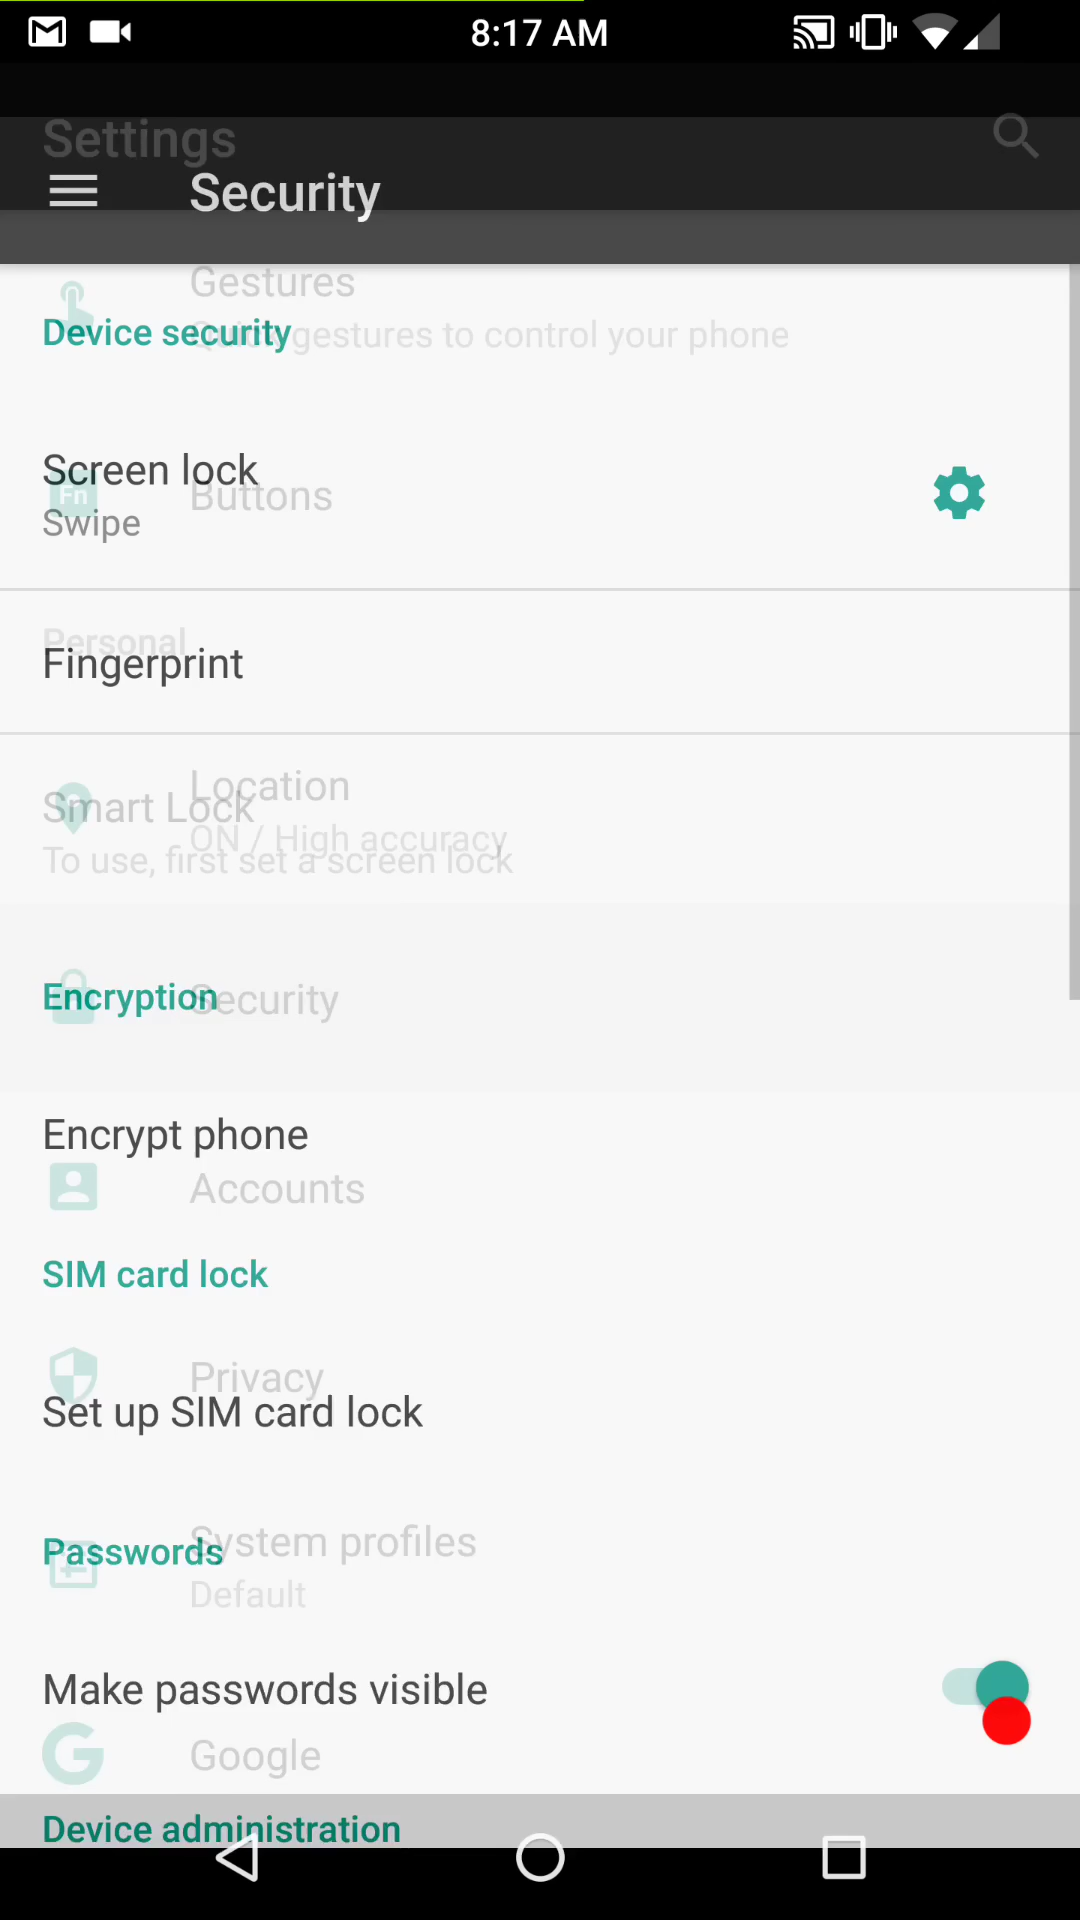 8:17 AM
Settings
Security
Gestures
Device security
Quick gestures to control your phone
Screen lock
Fn
Buttons
Swipe
Personal
Fingerprint
Location
Smart Lock
ON / High accuracy
To use, first set a screen lock
Encryption
Security
Encrypt phone
Accounts
SIM card lock
Privacy
Set up SIM card lock
System profiles
Passwords
Default
Make passwords visible
Google
Device administration